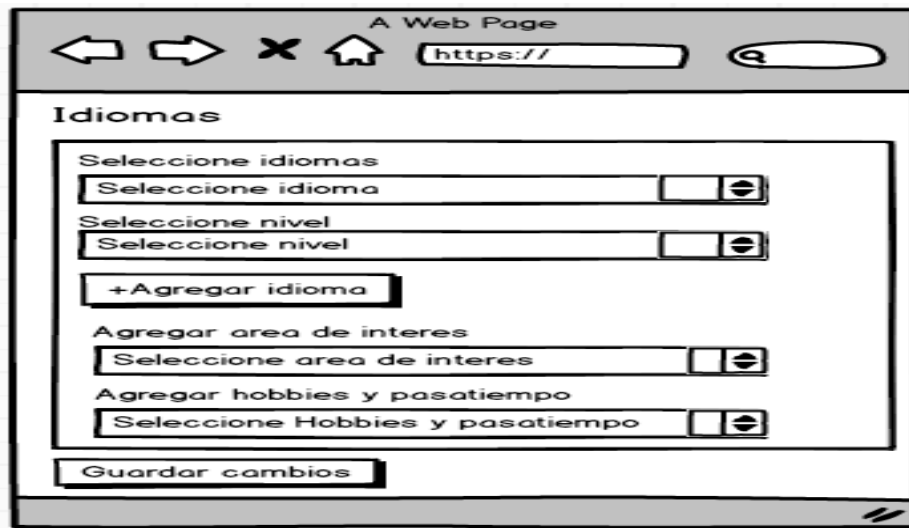 A Web Page
https://
Idiomas
Seleccione idiomas
Seleccione idioma
Seleccione nivel
Seleccione nivel
+Agregar idioma
Agregar area de interes
Seleccione area de interes
Agregar hobbies y pasatiempo
Seleccione Hobbies y pasatiempo
Guardar cambios